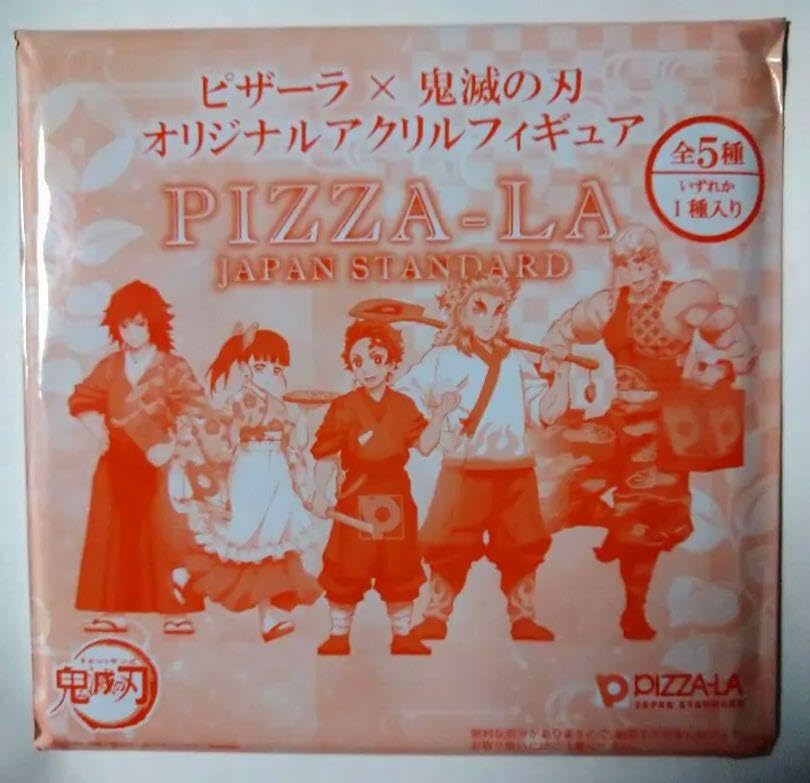 ピザーラ × 鬼滅の刃
オリジナルアクリルフィギュア
全5種
いずれか
1種入り
PIZZA-LA
JAPAN STANDARD
鬼滅の刃
PIZZA-LA
JAPAN STANDARD